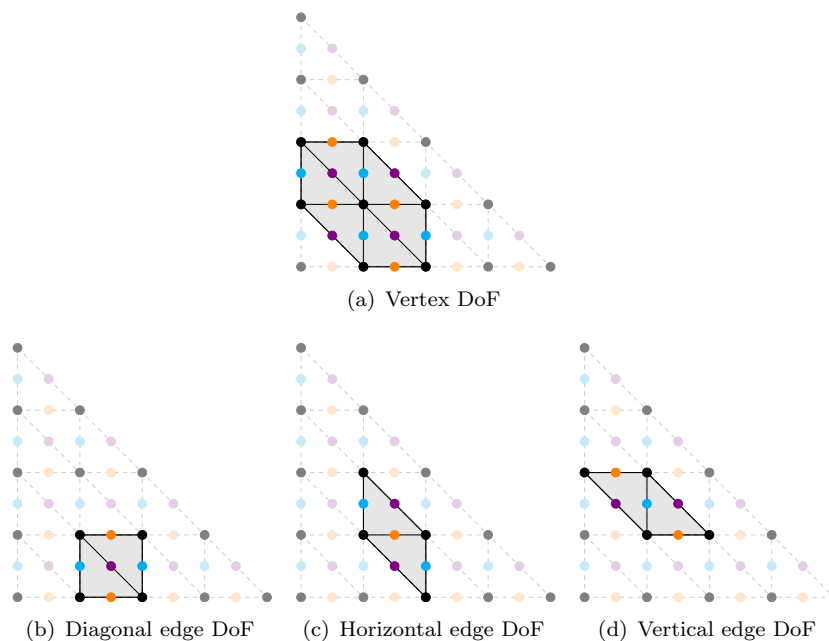 (a) Vertex DoF
(b) Diagonal edge DoF
(c) Horizontal edge DoF
(d) Vertical edge DoF